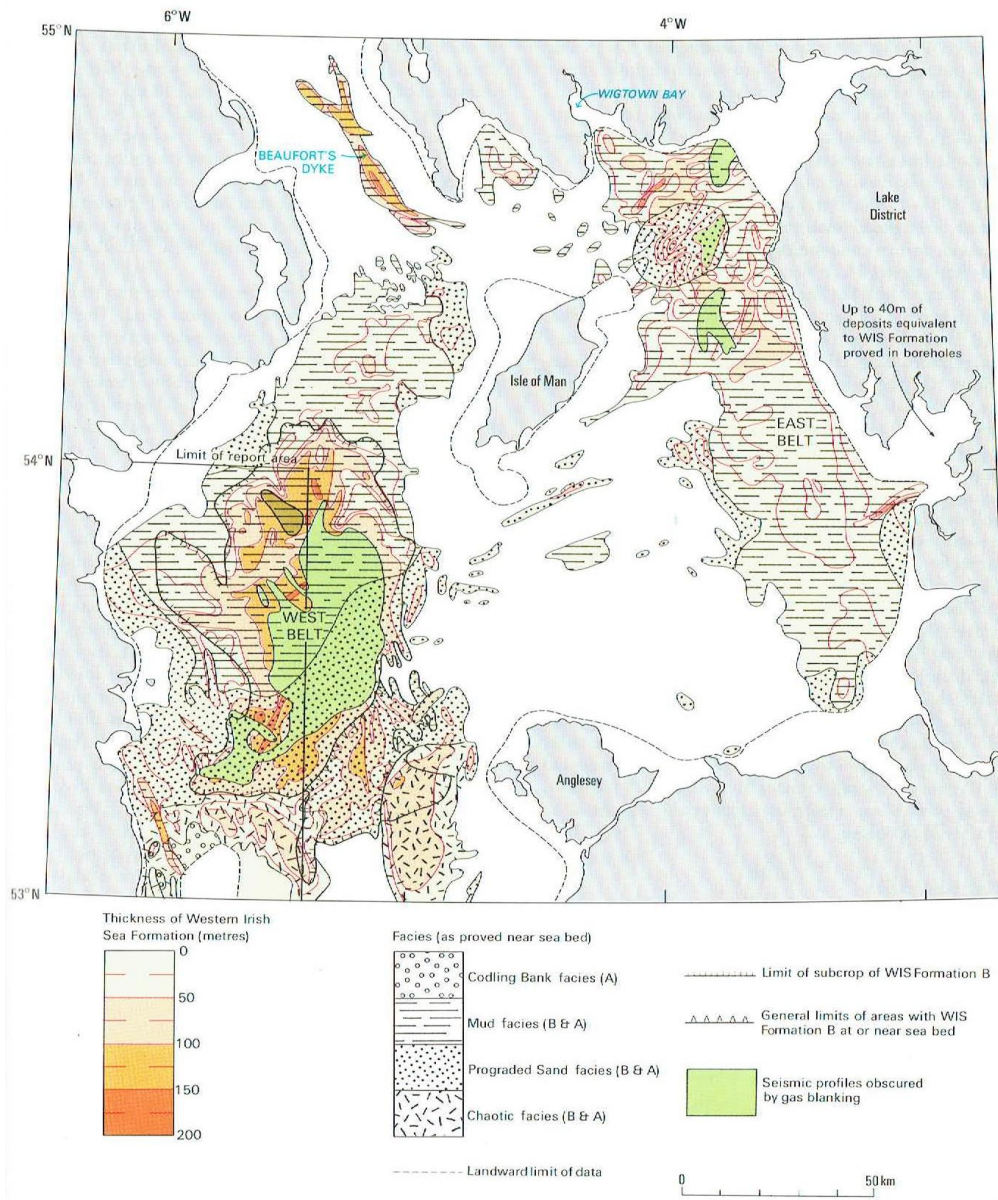 6°W
4°W
55°N
WIGTOWN BAY
BEAUFORT'S
DYKE
Lake
District
Up to 40m of
deposits equivalent
to WIS Formation
proved in boreholes
Isle of Man
EAST
BELT
Limit of report area
54°N
WEST
BELT
Anglesey
53°N
Thickness of Western Irish
Sea Formation (metres)
0
50
100
150
200
Facies (as proved near sea bed)
Codling Bank facies (A)
Mud facies (B & A)
Prograded Sand facies (B & A)
Chaotic facies (B & A)
Landward limit of data
Limit of subcrop of WIS Formation B
General limits of areas with WIS
Formation B at or near sea bed
Seismic profiles obscured
by gas blanking
0
50 km